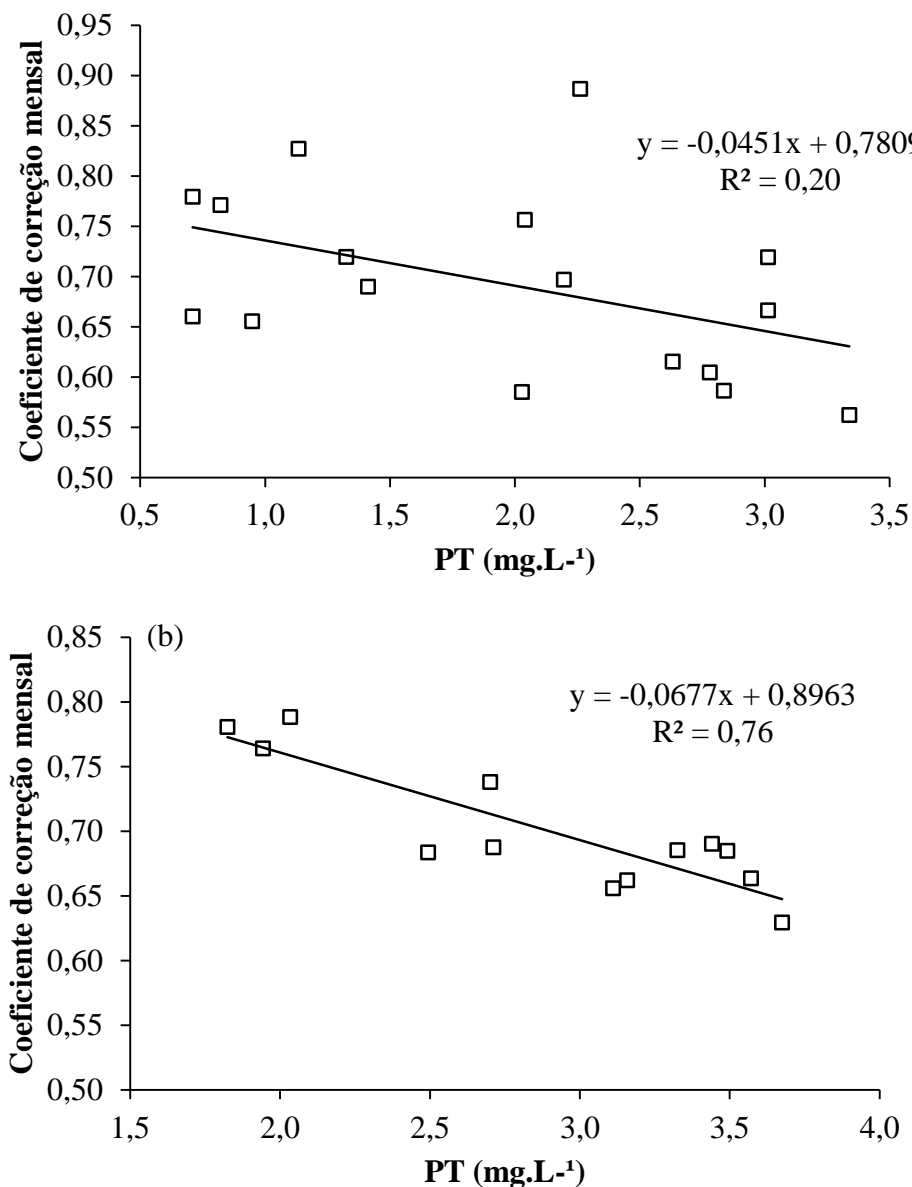 Coeficiente de correção mensal
0,95
0,90
0,85
0,80
0,75
0,70
0,65
0,60
0,55
0,50
y = -0,0451x + 0,7809
R² = 0,20
0,5 1,0 1,5 2,0 2,5 3,0 3,5
PT (mg.L-¹)
(b)
Coeficiente de correção mensal
0,85
0,80
0,75
0,70
0,65
0,60
0,55
0,50
y = -0,0677x + 0,8963
R² = 0,76
1,5 2,0 2,5 3,0 3,5 4,0
PT (mg.L-¹)